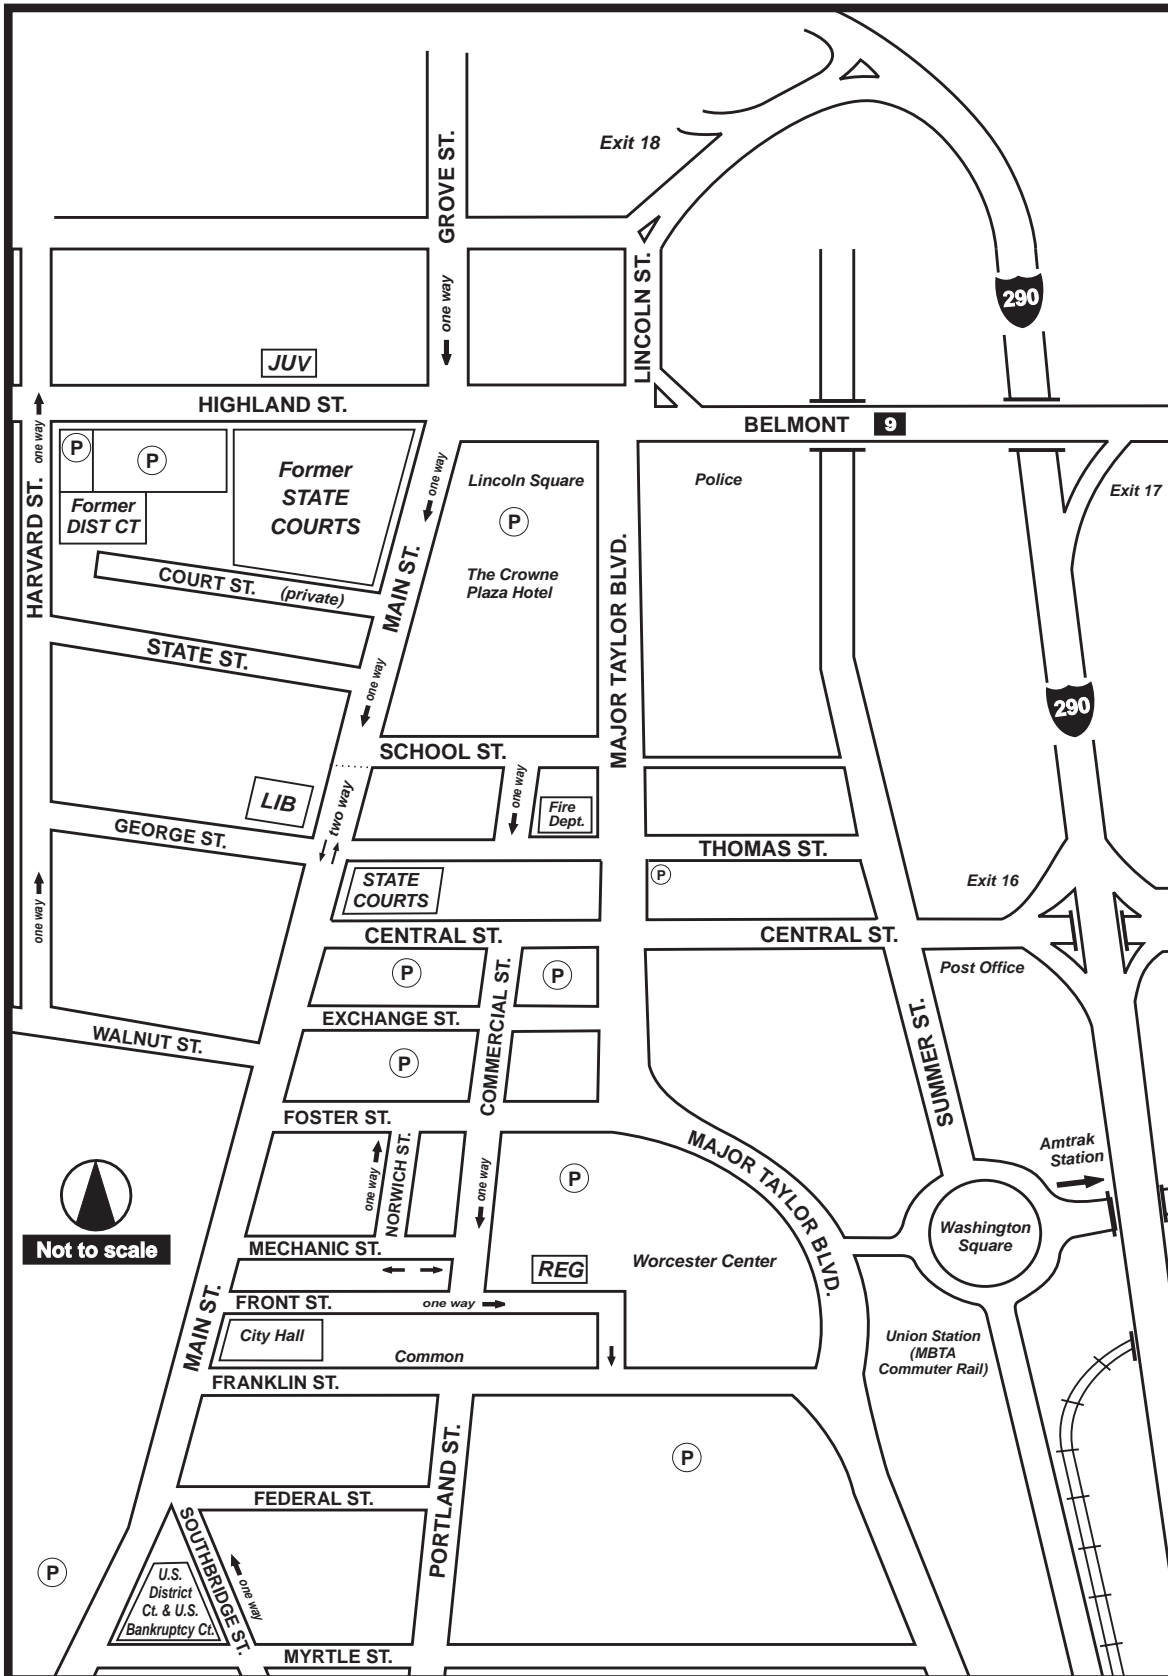 Exit 18
GROVE ST.
one way
LINCOLN ST.
290
JUV
HIGHLAND ST.
BELMONT 9
one way
P
P
Former
STATE
COURTS
Former
DIST CT
HARVARD ST.
COURT ST. (private)
one way
MAIN ST.
Lincoln Square
P
The Crowne
Plaza Hotel
MAJOR TAYLOR BLVD.
Police
Exit 17
STATE ST.
one way
290
SCHOOL ST.
LIB
two way
one way
Fire
Dept.
GEORGE ST.
THOMAS ST.
STATE
COURTS
P
Exit 16
one way
CENTRAL ST.
CENTRAL ST.
P
P
Post Office
COMMERCIAL ST.
EXCHANGE ST.
WALNUT ST.
P
SUMMER ST.
FOSTER ST.
NORWICH ST.
one way
one way
P
MAJOR TAYLOR BLVD.
Amtrak
Station
Not to scale
MECHANIC ST.
REG
Worcester Center
Washington
Square
MAIN ST.
FRONT ST.
one way
City Hall
Common
Union Station
(MBTA
Commuter Rail)
FRANKLIN ST.
PORTLAND ST.
P
FEDERAL ST.
SOUTHBRIDGE ST.
one way
P
U.S.
District
Ct. & U.S.
Bankruptcy Ct.
MYRTLE ST.